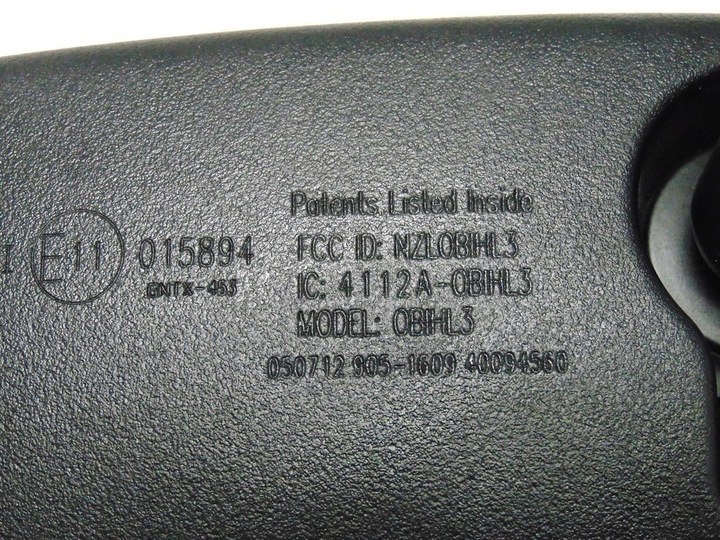 Patents Listed Inside
I E11 015894
GNTX-453
FCC ID: NZLOBIHL3
IC: 4112A-OBIHL3
MODEL: OBIHL3
050712 905-1609 40094560